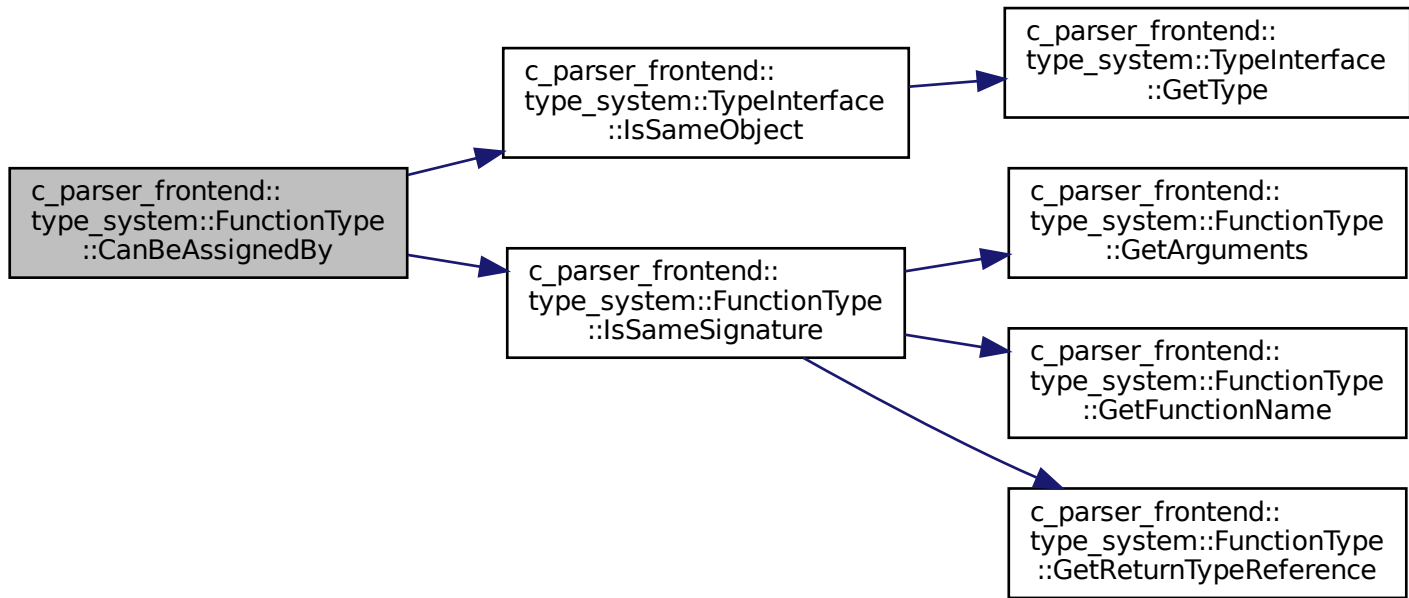 c_parser_frontend::
type_system::FunctionType
::CanBeAssignedBy
c_parser_frontend::
type_system::TypeInterface
::IsSameObject
c_parser_frontend::
type_system::FunctionType
::IsSameSignature
c_parser_frontend::
type_system::TypeInterface
::GetType
c_parser_frontend::
type_system::FunctionType
::GetArguments
c_parser_frontend::
type_system::FunctionType
::GetFunctionName
c_parser_frontend::
type_system::FunctionType
::GetReturnTypeReference